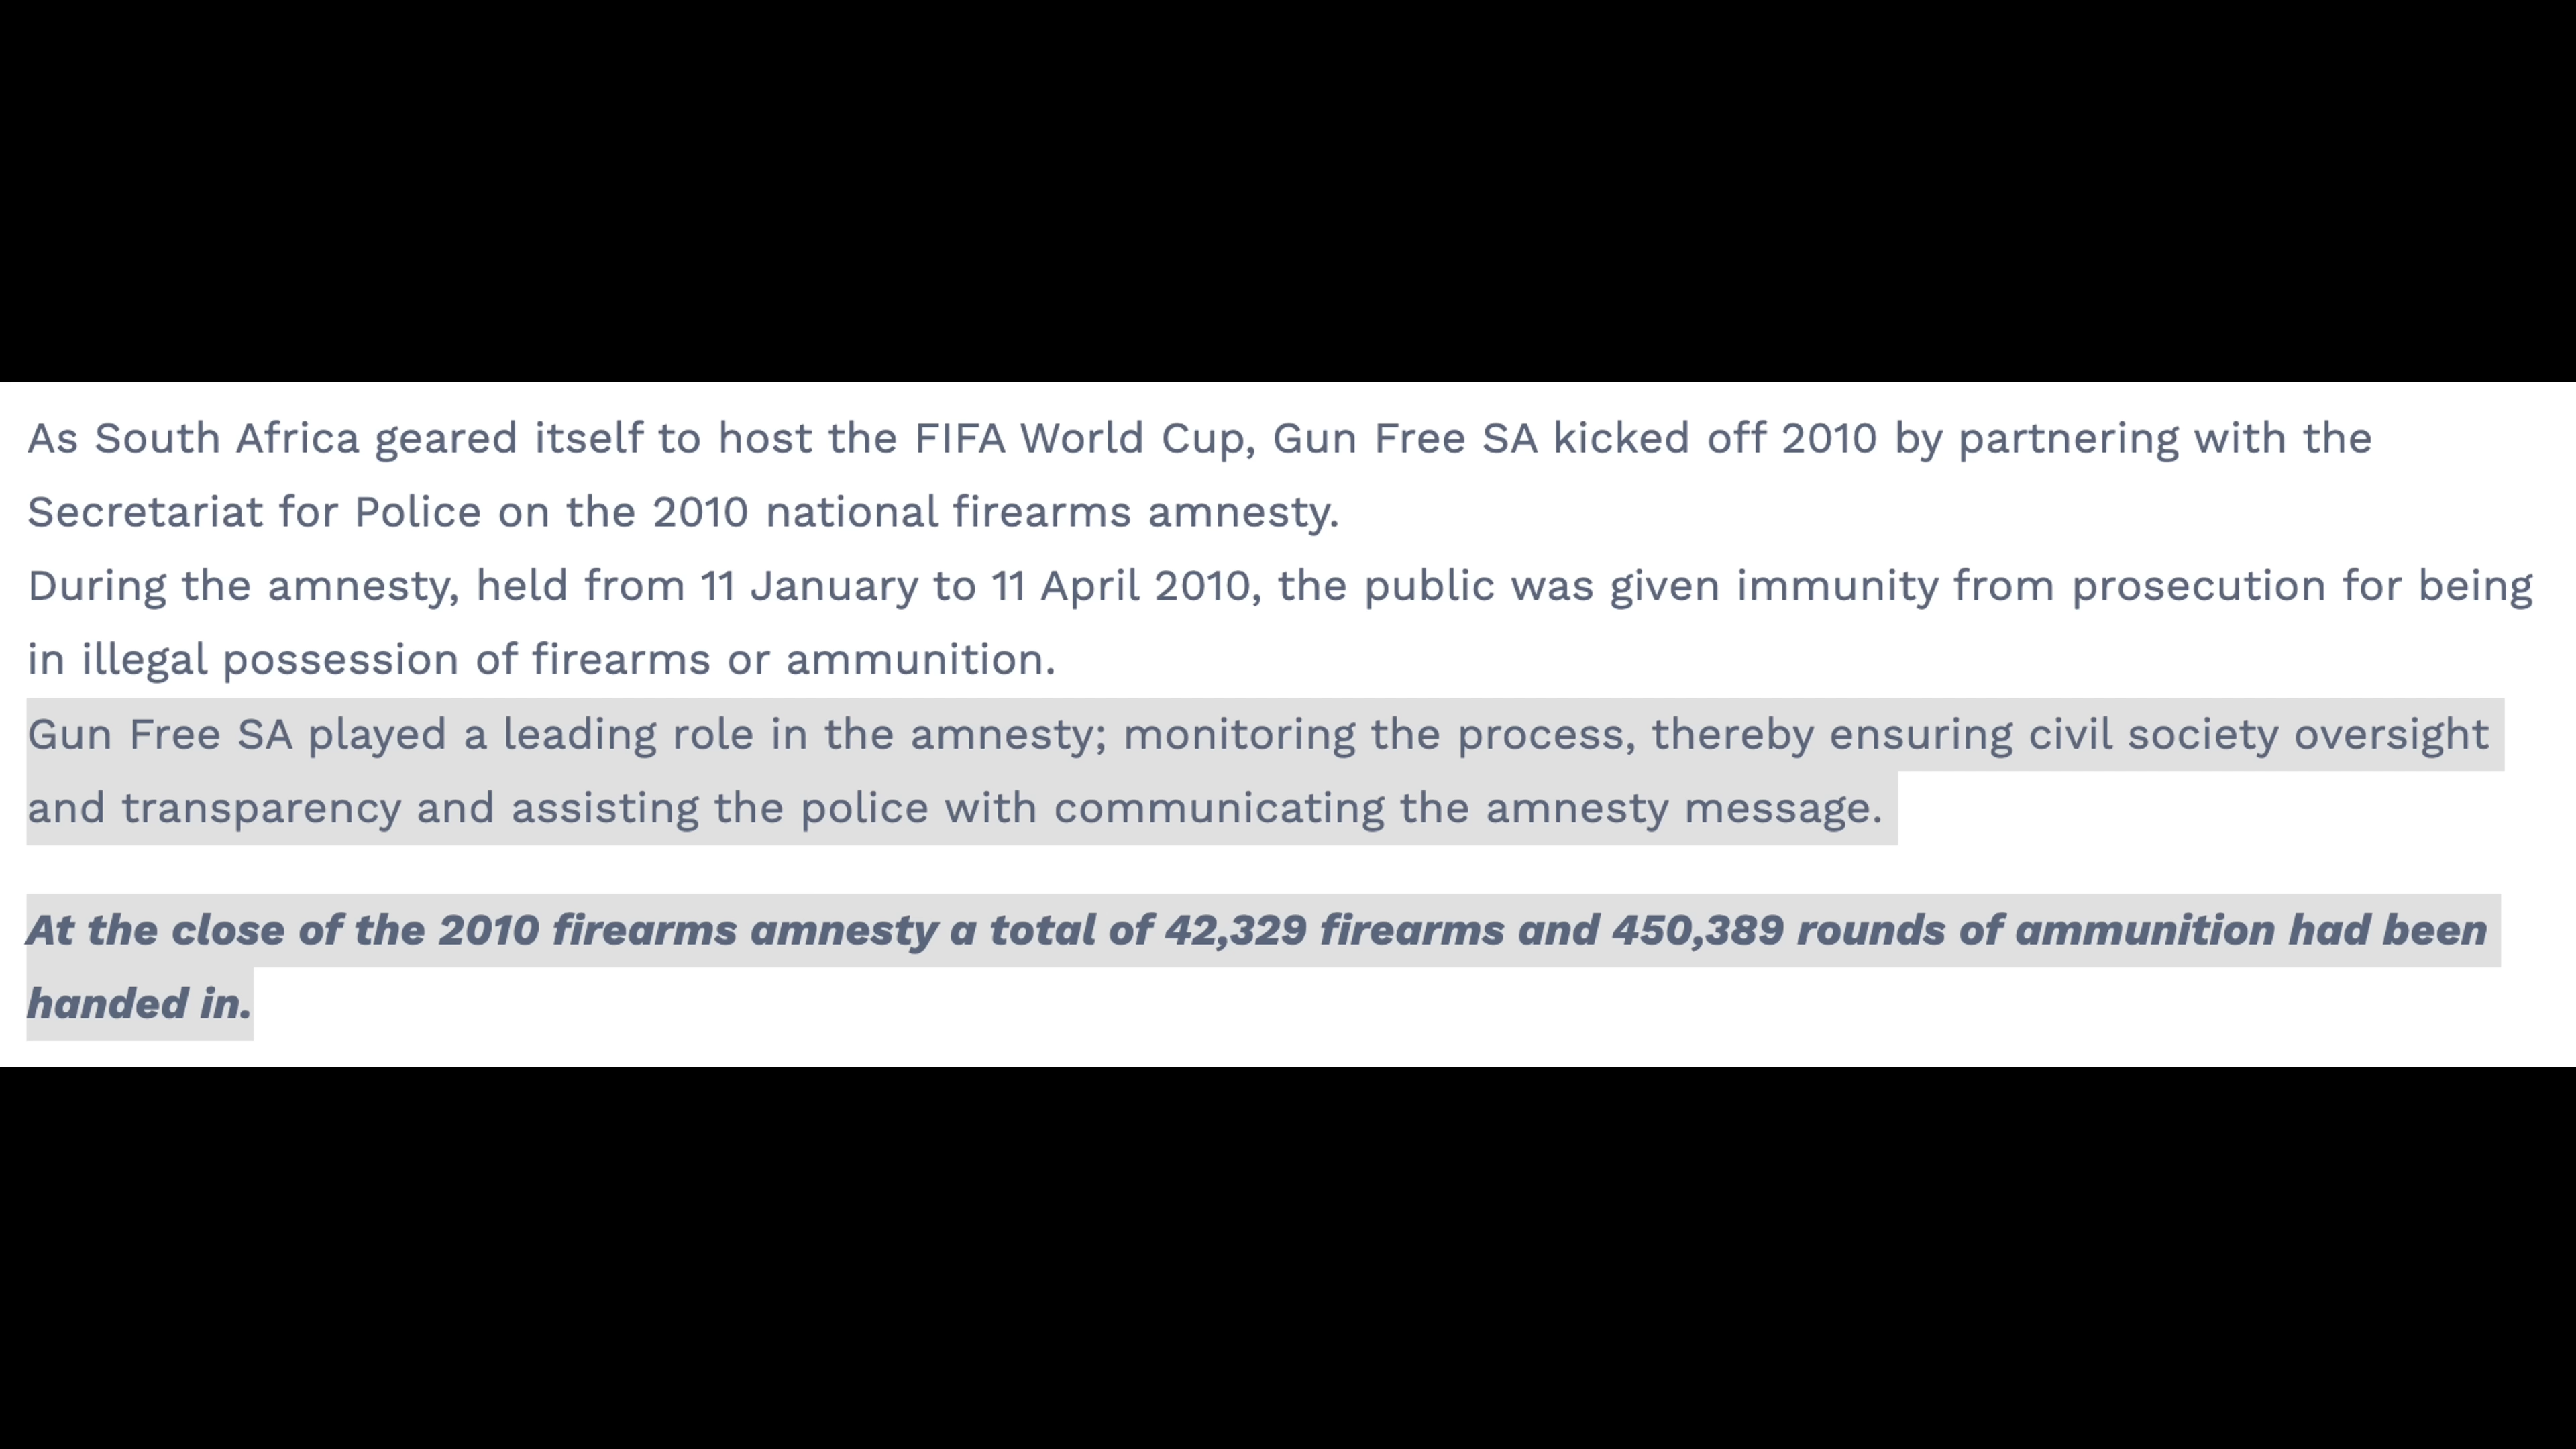 As South Africa geared itself to host the FIFA World Cup, Gun Free SA kicked off 2010 by partnering with the
Secretariat for Police on the 2010 national firearms amnesty.
During the amnesty, held from 11 January to 11 April 2010, the public was given immunity from prosecution for being
in illegal possession of firearms or ammunition.
Gun Free SA played a leading role in the amnesty; monitoring the process, thereby ensuring civil society oversight
and transparency and assisting the police with communicating the amnesty message.
At the close of the 2010 firearms amnesty a total of 42,329 firearms and 450,389 rounds of ammunition had been
handed in.